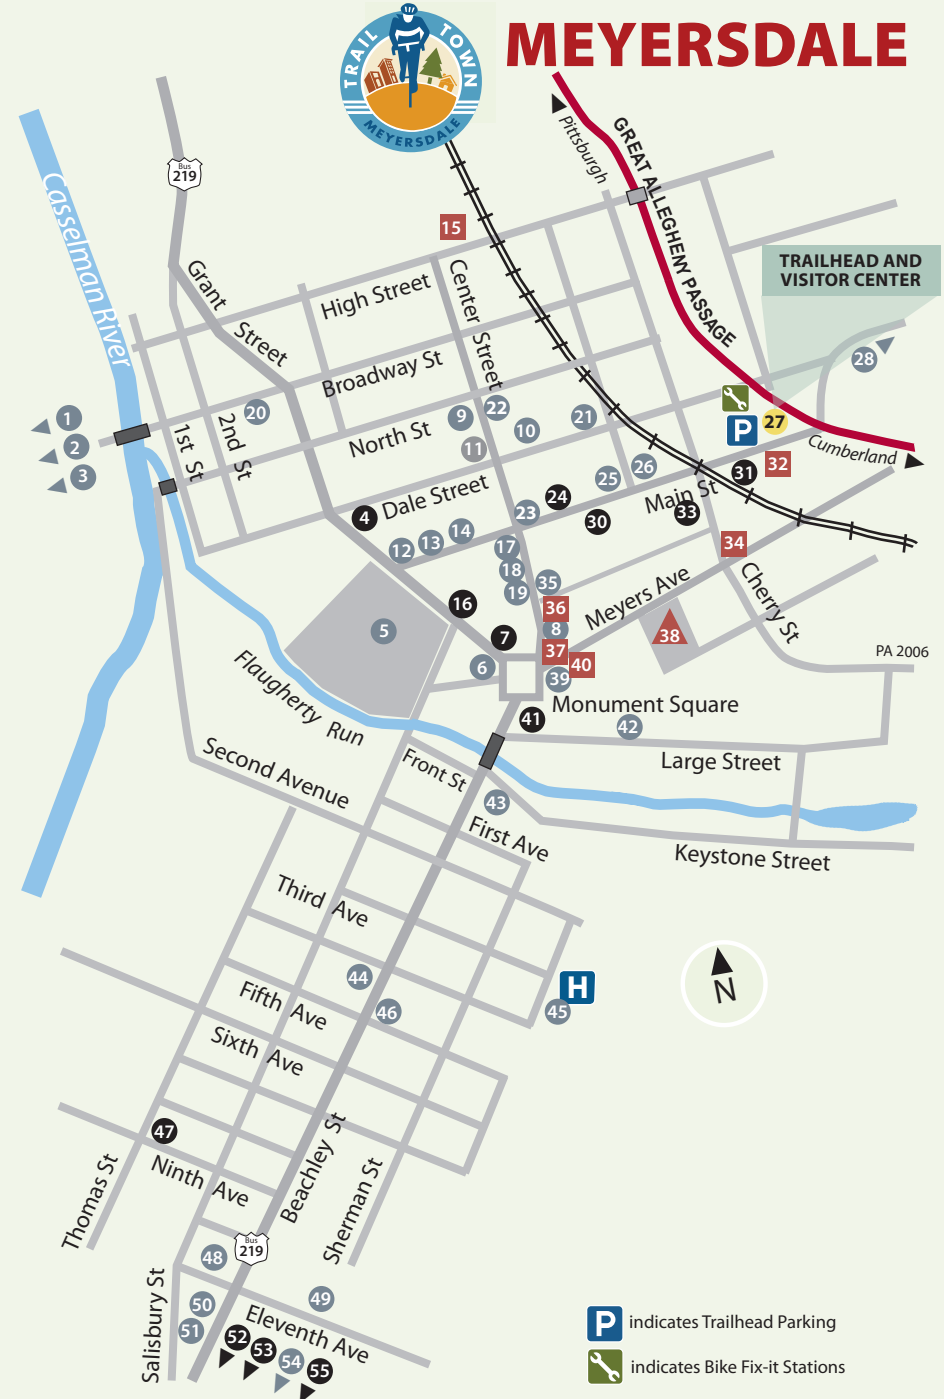 MEYERSDALE
TRAIL TOWN
MEYERSDALE
Pittsburgh
GREAT ALLEGHENY PASSAGE
Bus
219
Casselman River
15
TRAILHEAD AND
VISITOR CENTER
Grant Street
High Street
Center Street
Broadway St
North St
Dale Street
1st St
2nd St
28
1
2
3
20
9
22
10
11
21
P
27
Cumberland
32
31
26
25
24
30
Main St
33
23
4
12
13
14
17
18
19
34
35
36
8
37
40
39
Meyers Ave
38
Cherry St
PA 2006
16
7
5
6
Flaugherty Run
41
Monument Square
42
Large Street
Second Avenue
Front St
43
First Ave
Keystone Street
Third Ave
44
46
H
45
N
Fifth Ave
Sixth Ave
47
Ninth Ave
Thomas St
Beachley St
Sherman St
Bus
219
48
49
50
51
Salisbury St
Eleventh Ave
52
53
54
55
P indicates Trailhead Parking
indicates Bike Fix-it Stations